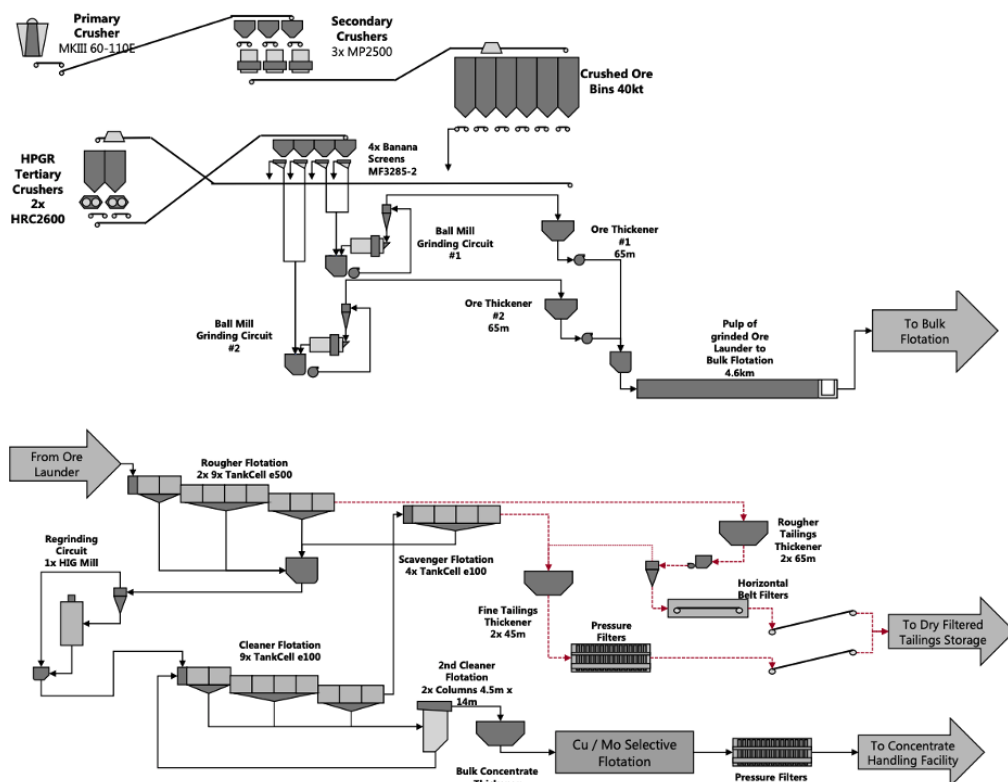 Primary
Crusher
MKIII 60-110E
Secondary
Crushers
3x MP2500
Crushed Ore
Bins 40kt
HPGR
Tertiary
Crushers
2x
HRC2600
4x Banana
Screens
MF3285-2
Ball Mill
Grinding Circuit
#1
Ore Thickener
#1
65m
Ball Mill
Grinding Circuit
#2
Ore Thickener
#2
65m
Pulp of
grinded Ore
Launder to
Bulk Flotation
4.6km
To Bulk
Flotation
From Ore
Launder
Rougher Flotation
2x 9x TankCell e500
Regrinding
Circuit
1x HIG Mill
Scavenger Flotation
4x TankCell e100
Rougher
Tailings
Thickener
2x 65m
Fine Tailings
Thickener
2x 45m
Horizontal
Belt Filters
Pressure
Filters
To Dry Filtered
Tailings Storage
Cleaner Flotation
9x TankCell e100
2nd Cleaner
Flotation
2x Columns 4.5m x
14m
Bulk Concentrate
Cu / Mo Selective
Flotation
Pressure Filters
To Concentrate
Handling Facility